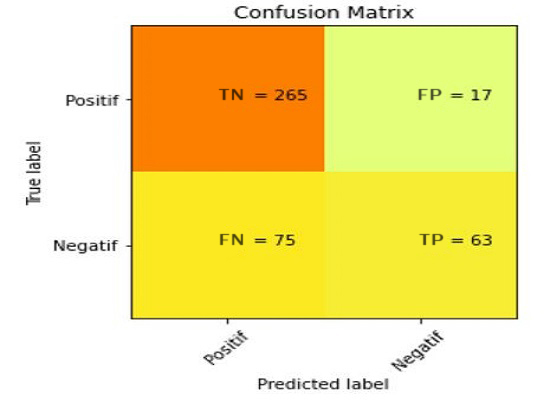 Confusion Matrix
Positif
TN = 265
FP = 17
True label
Negatif
FN = 75
TP = 63
Positif
Negatif
Predicted label